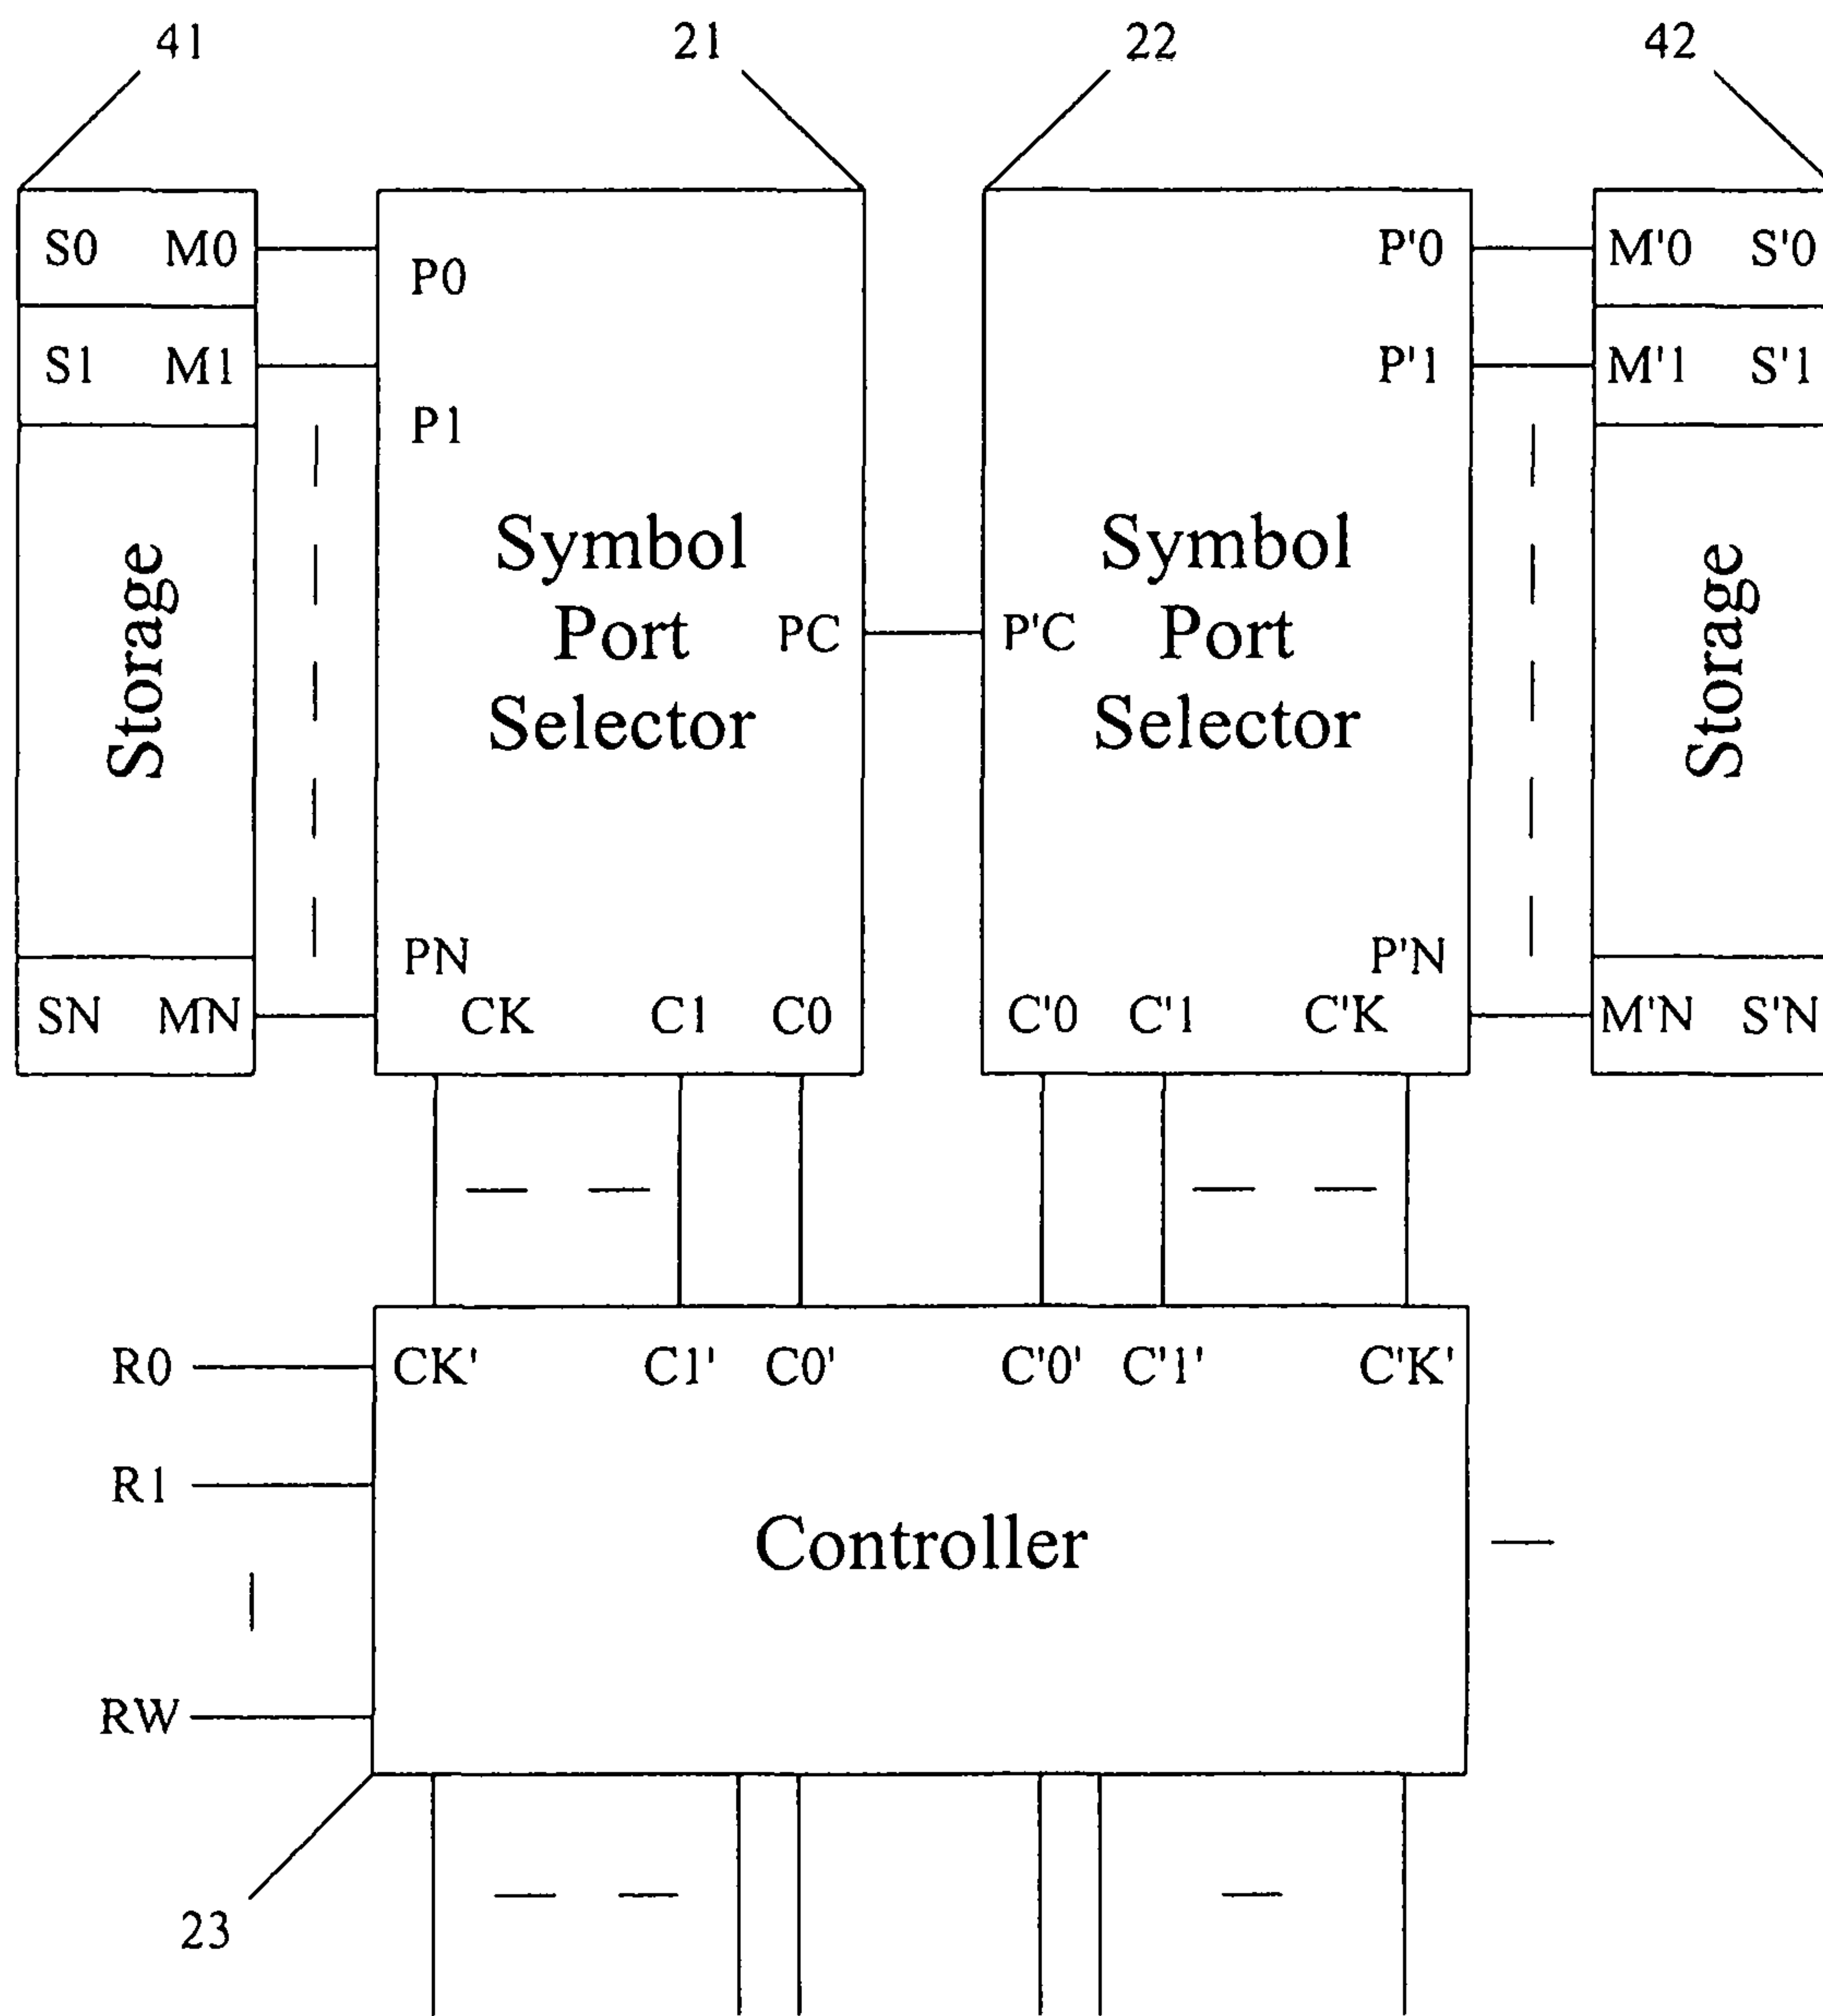 41 21 22 42
S0 M0 P'0 M'0 S'0
P0
S1 M1 P'1 M'1 S'1
P1
Storage
Symbol
Port
Selector
PC
P'C
Symbol
Port
Selector
Storage
PN P'N
SN MN CK C1 C0 C'0 C'1 C'K M'N S'N
R0 CK' C1' C0' C'0' C'1' C'K'
R1
Controller
RW
23